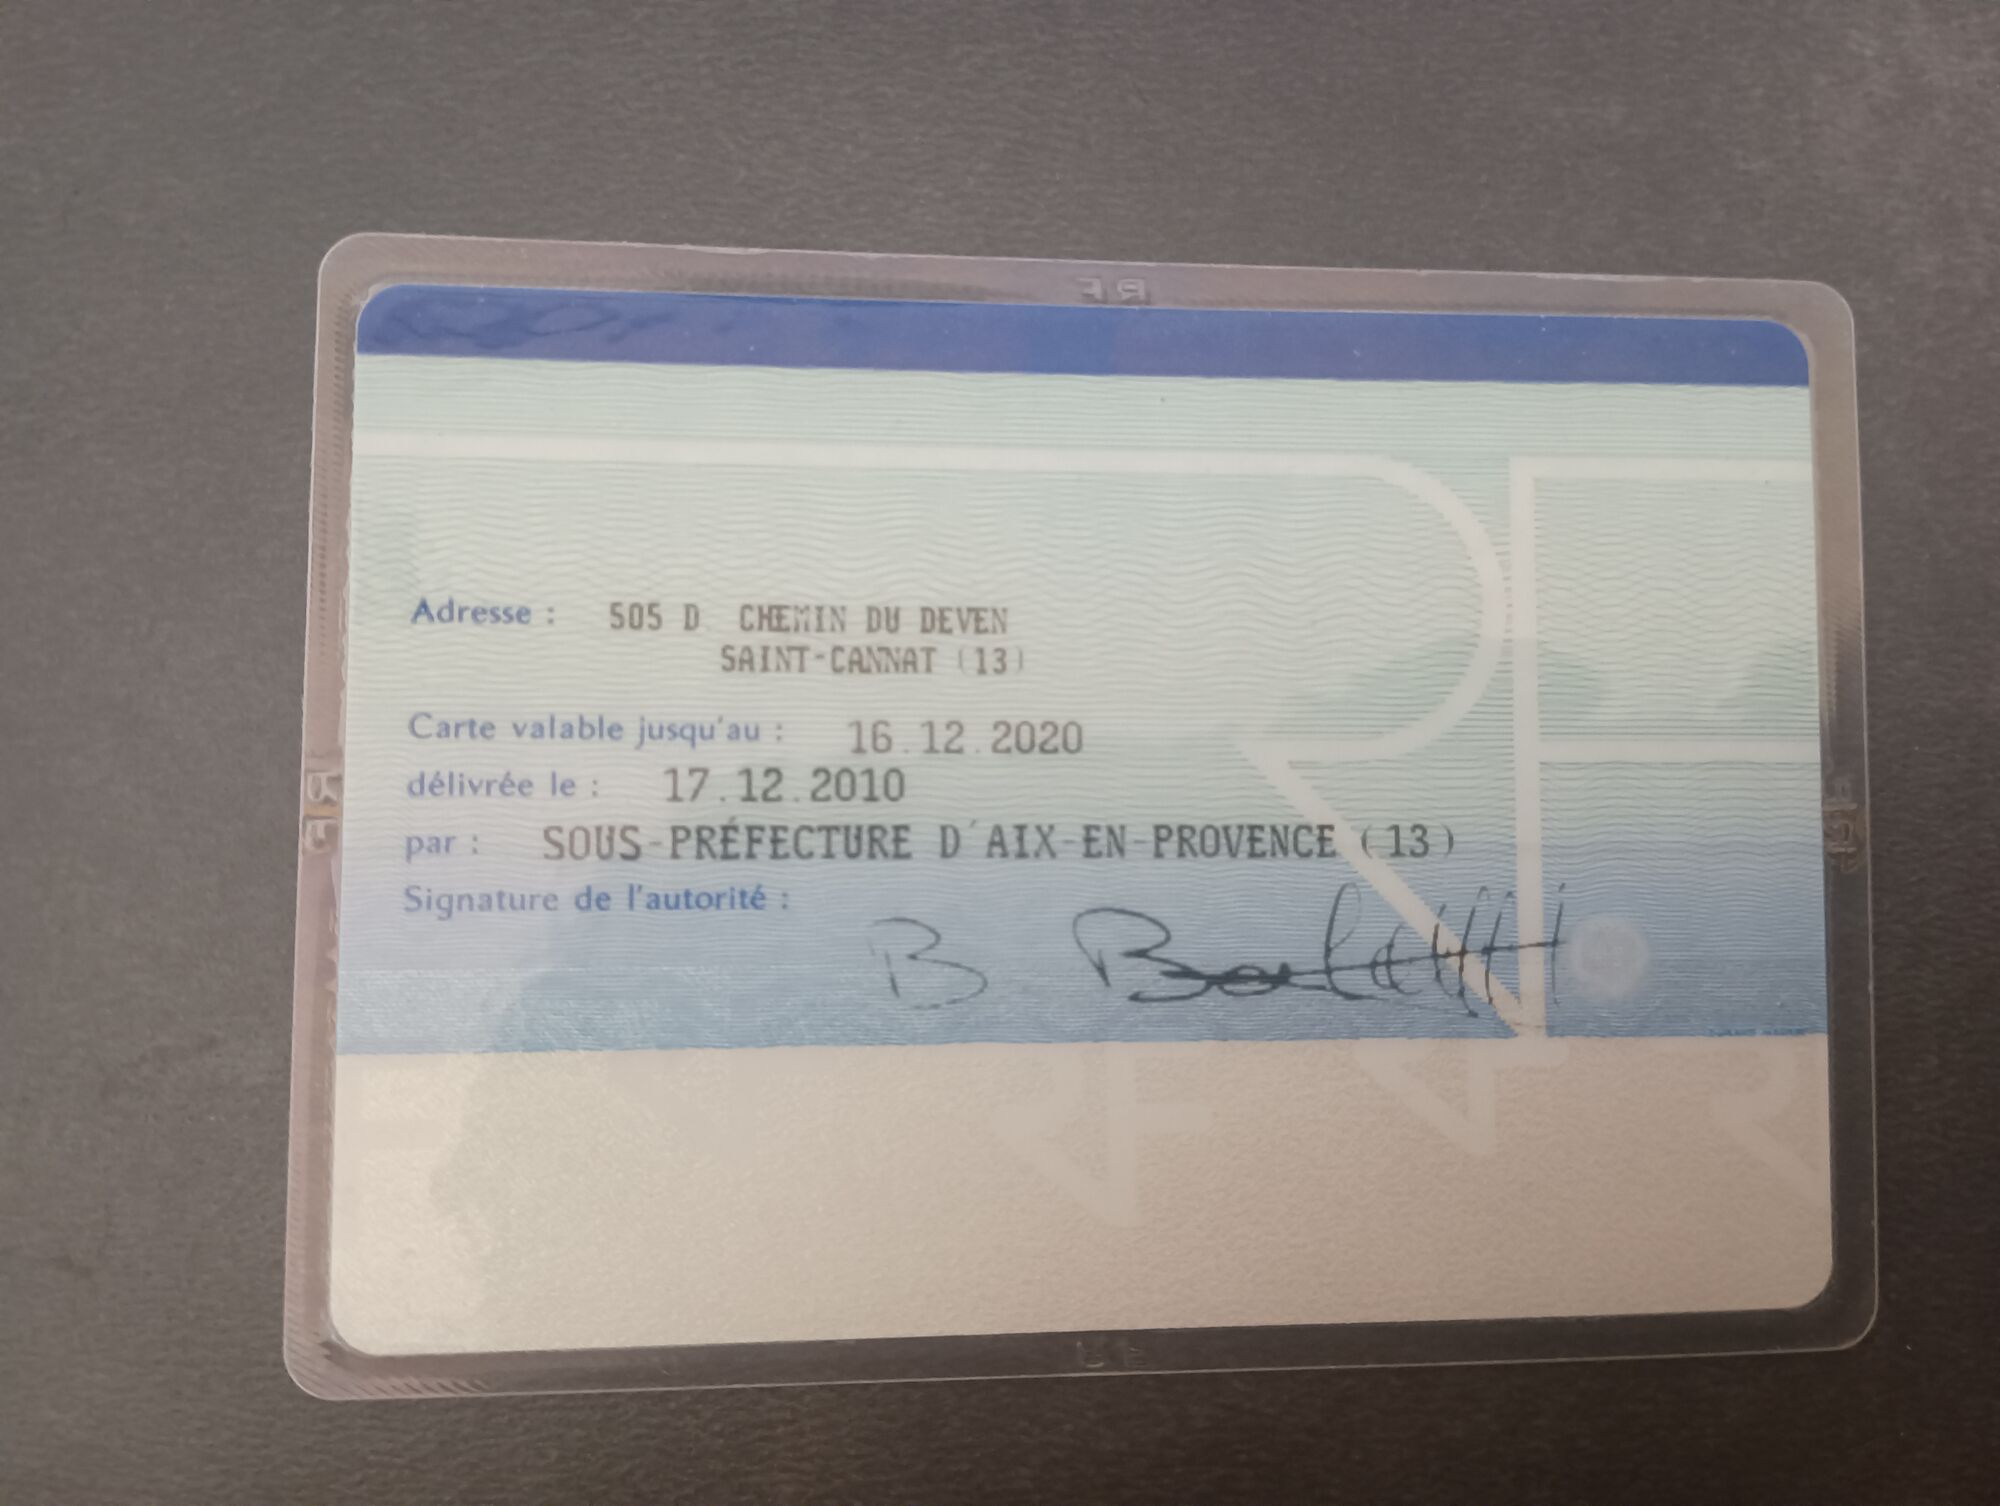 Adresse : 505 D CHEMIN DU DEVEN
SAINT-CANNAT (13)
Carte valable jusqu'au : 16.12.2020
délivrée le : 17.12.2010
par : SOUS-PRÉFECTURE D'AIX-EN-PROVENCE (13)
Signature de l'autorité :
RF